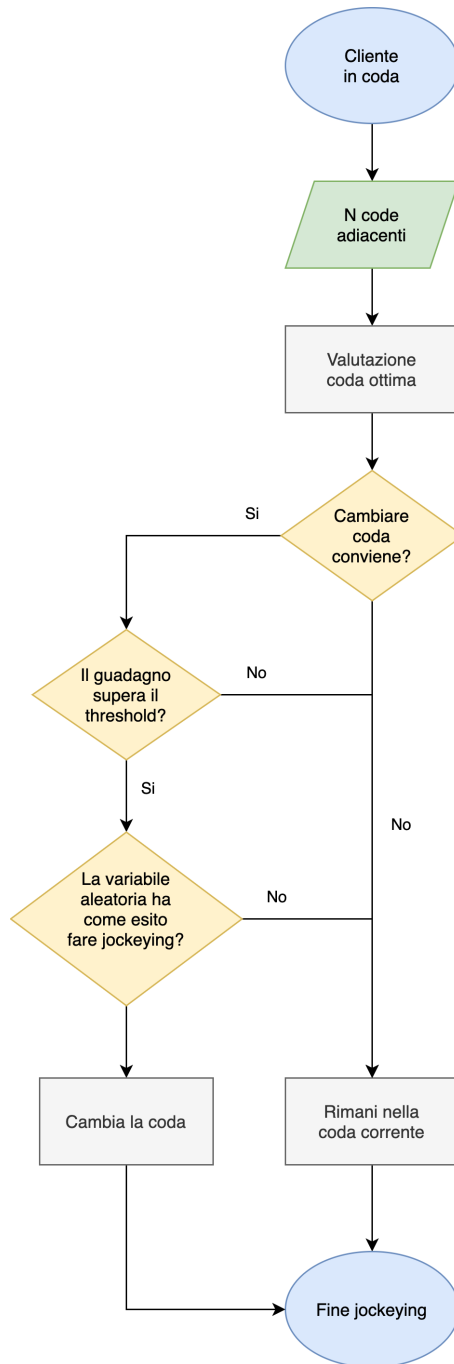 Cliente
in coda
N code
adiacenti
Valutazione
coda ottima
Cambiare
coda
conviene?
Si
Il guadagno
supera il
threshold?
No
Si
No
La variabile
aleatoria ha
come esito
fare jockeying?
No
Cambia la coda
Rimani nella
coda corrente
Fine jockeying